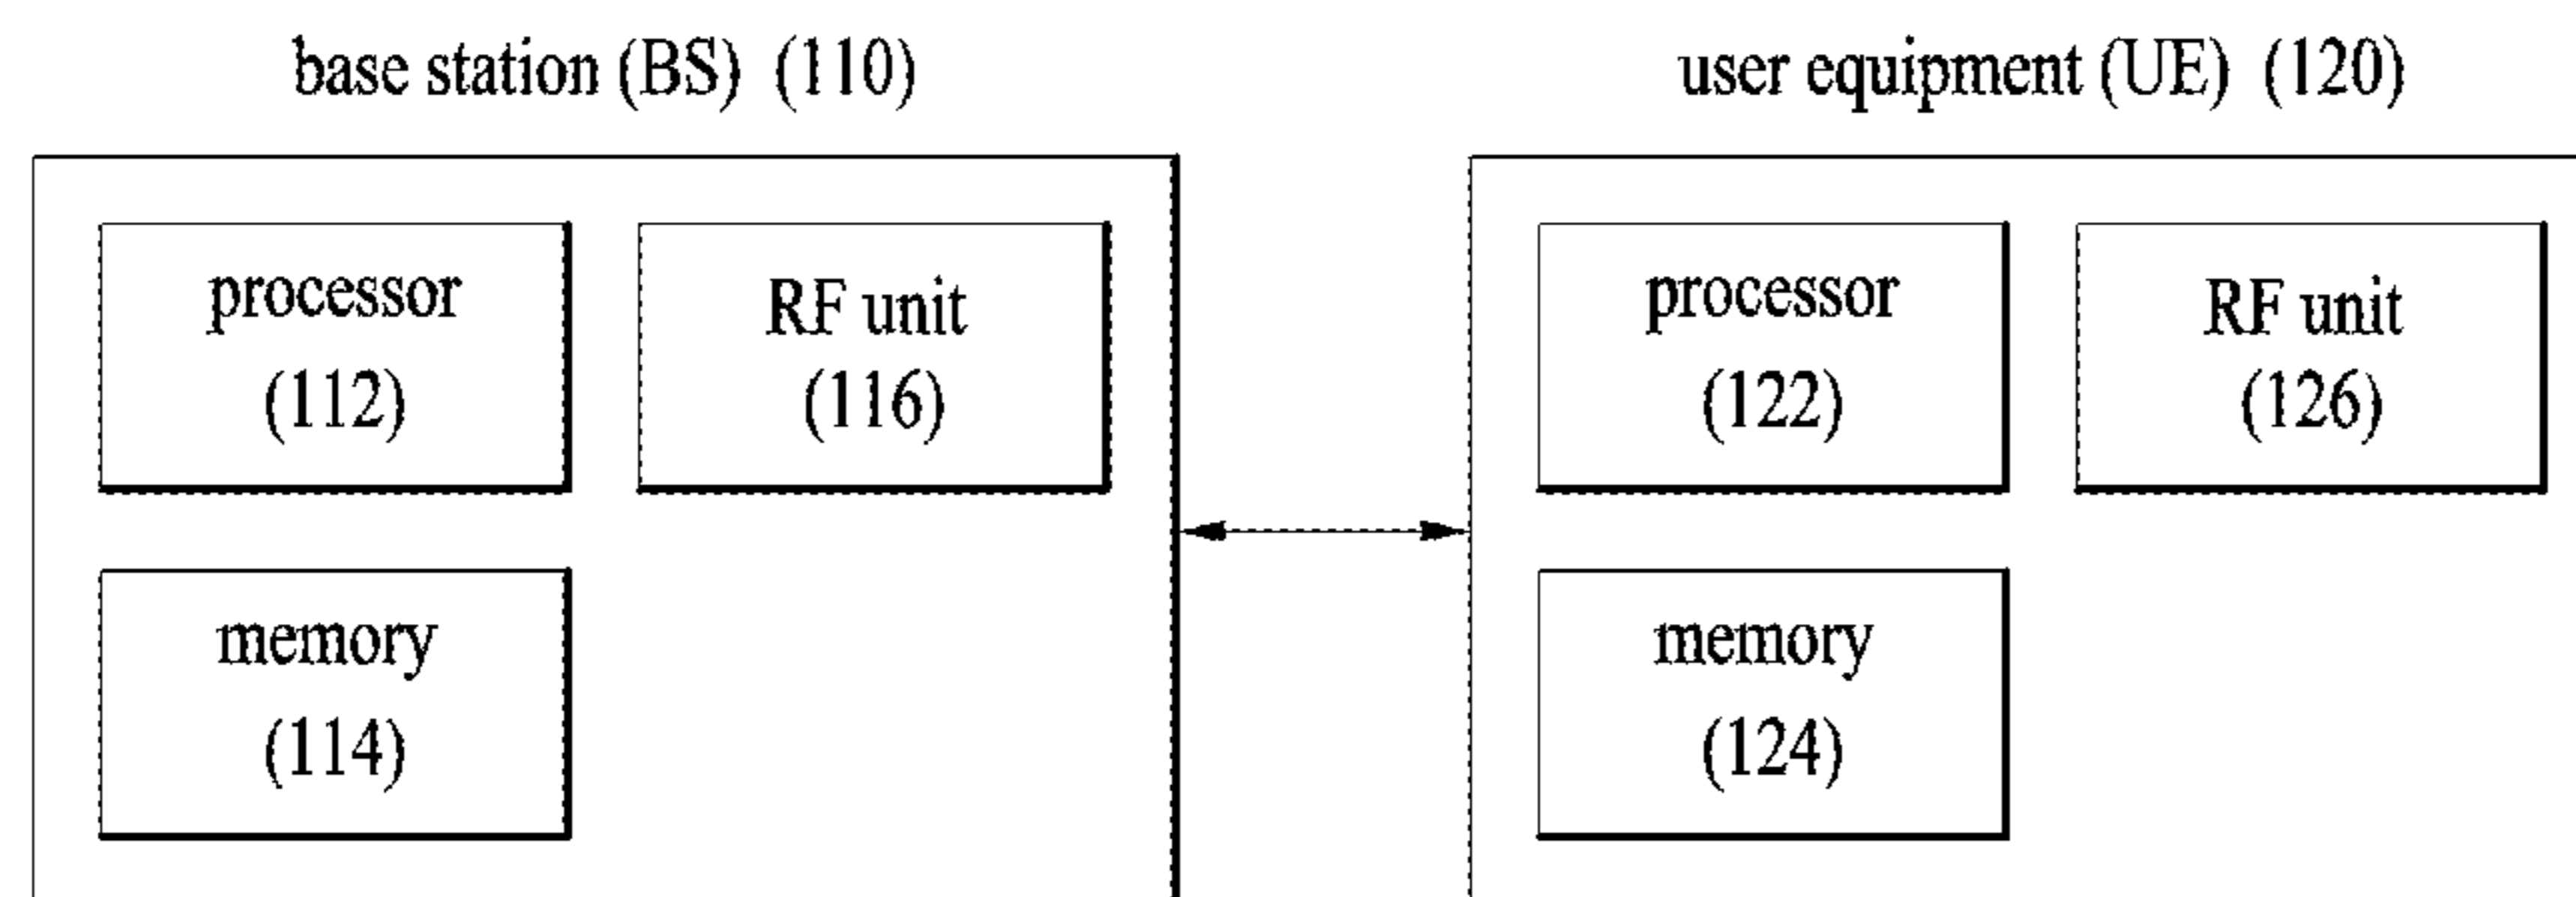 base station (BS) (110)
processor
(112)
RF unit
(116)
memory
(114)
user equipment (UE) (120)
processor
(122)
RF unit
(126)
memory
(124)